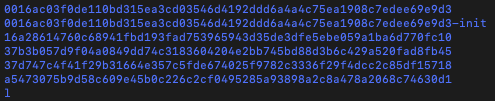 0016ac03f0de110bd315ea3cd03546d4192ddd6a4a4c75ea1908c7edee69e9d3
0016ac03f0de110bd315ea3cd03546d4192ddd6a4a4c75ea1908c7edee69e9d3-init
16a28614760c68941fbd193fad753965943d35de3dfe5ebe059a1ba6d770fc10
37b3b057d9f04a0849dd74c3183604204e2bb745bd88d3b6c429a520fad8fb45
37d747c4f41f29b31664e357c5fde674025f9782c3336f29f4dcc2c85df15718
a5473075b9d58c609e45b0c226c2cf0495285a93898a2c8a478a2068c74630d1
l